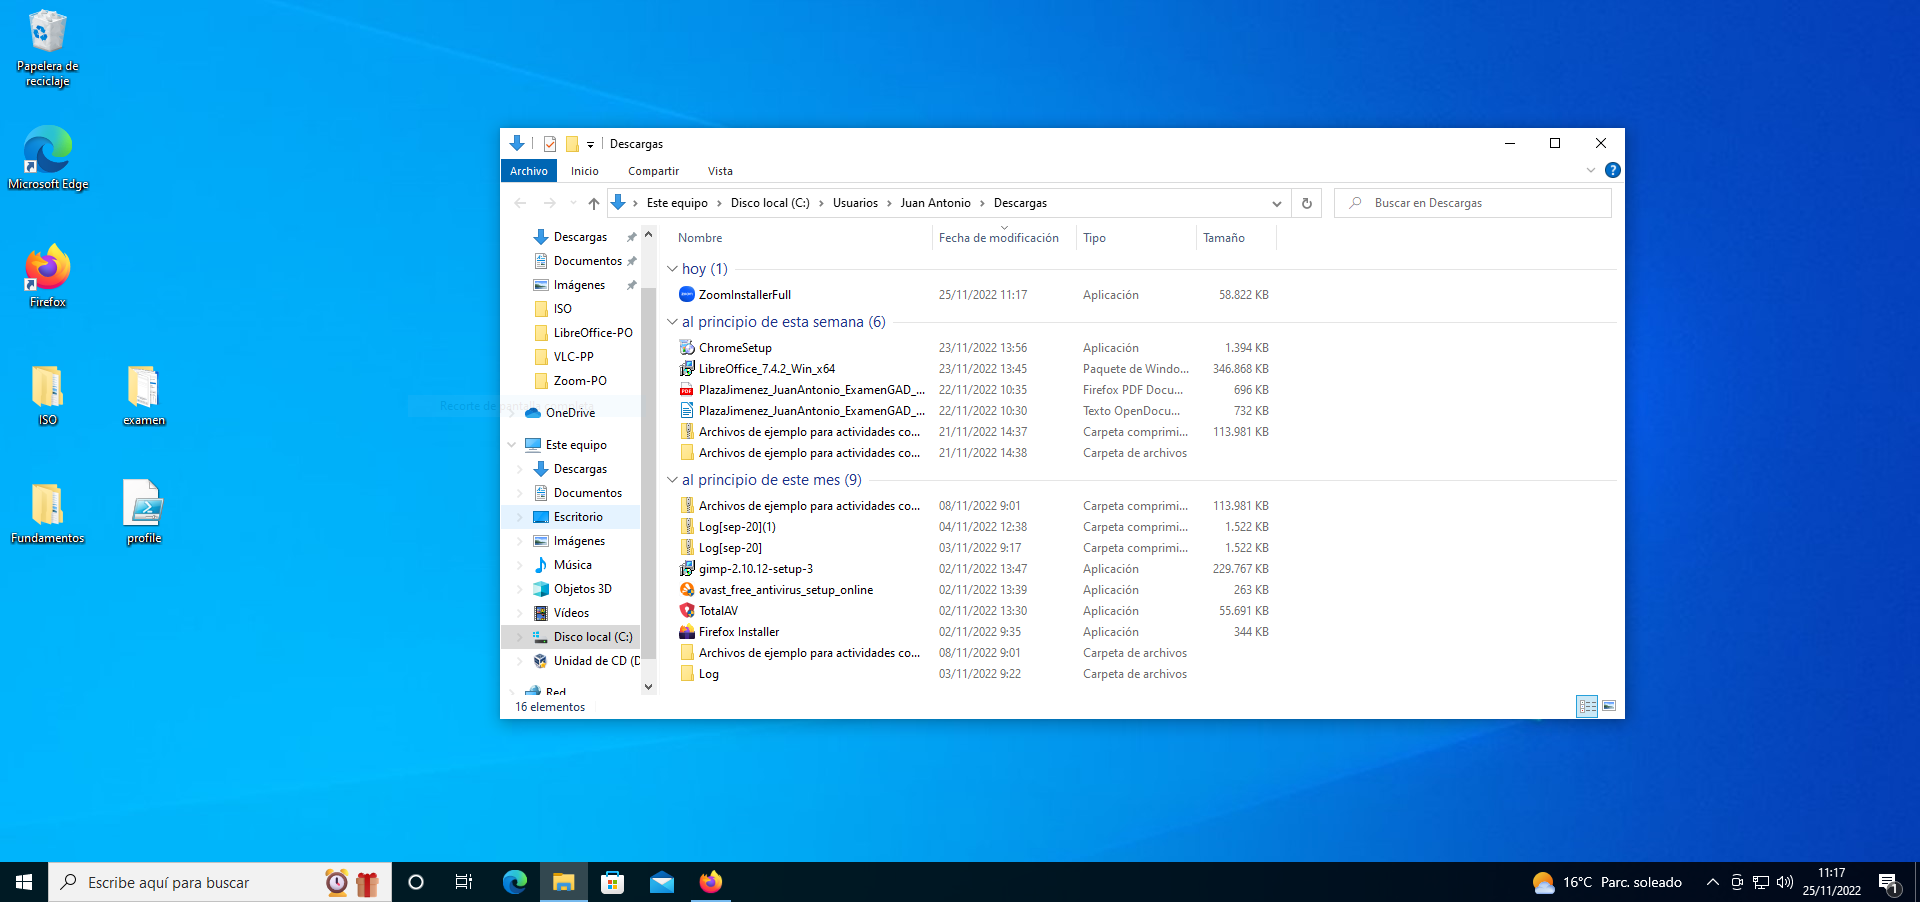 Papelera de
reciclaje
Microsoft Edge
Firefox
ISO
examen
Fundamentos
profile
Descargas
Archivo Inicio Compartir Vista
Este equipo > Disco local (C:) > Usuarios > Juan Antonio > Descargas
Buscar en Descargas
Descargas
Documentos
Imágenes
ISO
LibreOffice-PO
VLC-PP
Zoom-PO
OneDrive
Este equipo
Descargas
Documentos
Escritorio
Imágenes
Música
Objetos 3D
Vídeos
Disco local (C:)
Unidad de CD (D
Red
Nombre Fecha de modificación Tipo Tamaño
hoy (1)
ZoomInstallerFull 25/11/2022 11:17 Aplicación 58.822 KB
al principio de esta semana (6)
ChromeSetup 23/11/2022 13:56 Aplicación 1.394 KB
LibreOffice_7.4.2_Win_x64 23/11/2022 13:45 Paquete de Windo... 346.868 KB
PlazaJimenez_JuanAntonio_ExamenGAD_... 22/11/2022 10:35 Firefox PDF Docu... 696 KB
PlazaJimenez_JuanAntonio_ExamenGAD_... 22/11/2022 10:30 Texto OpenDocu... 732 KB
Archivos de ejemplo para actividades co... 21/11/2022 14:37 Carpeta comprimi... 113.981 KB
Archivos de ejemplo para actividades co... 21/11/2022 14:38 Carpeta de archivos
al principio de este mes (9)
Archivos de ejemplo para actividades co... 08/11/2022 9:01 Carpeta comprimi... 113.981 KB
Log[sep-20](1) 04/11/2022 12:38 Carpeta comprimi... 1.522 KB
Log[sep-20] 03/11/2022 9:17 Carpeta comprimi... 1.522 KB
gimp-2.10.12-setup-3 02/11/2022 13:47 Aplicación 229.767 KB
avast_free_antivirus_setup_online 02/11/2022 13:39 Aplicación 263 KB
TotalAV 02/11/2022 13:30 Aplicación 55.691 KB
Firefox Installer 02/11/2022 9:35 Aplicación 344 KB
Archivos de ejemplo para actividades co... 08/11/2022 9:01 Carpeta de archivos
Log 03/11/2022 9:22 Carpeta de archivos
16 elementos
Escribe aquí para buscar
16°C Parc. soleado
11:17
25/11/2022
1